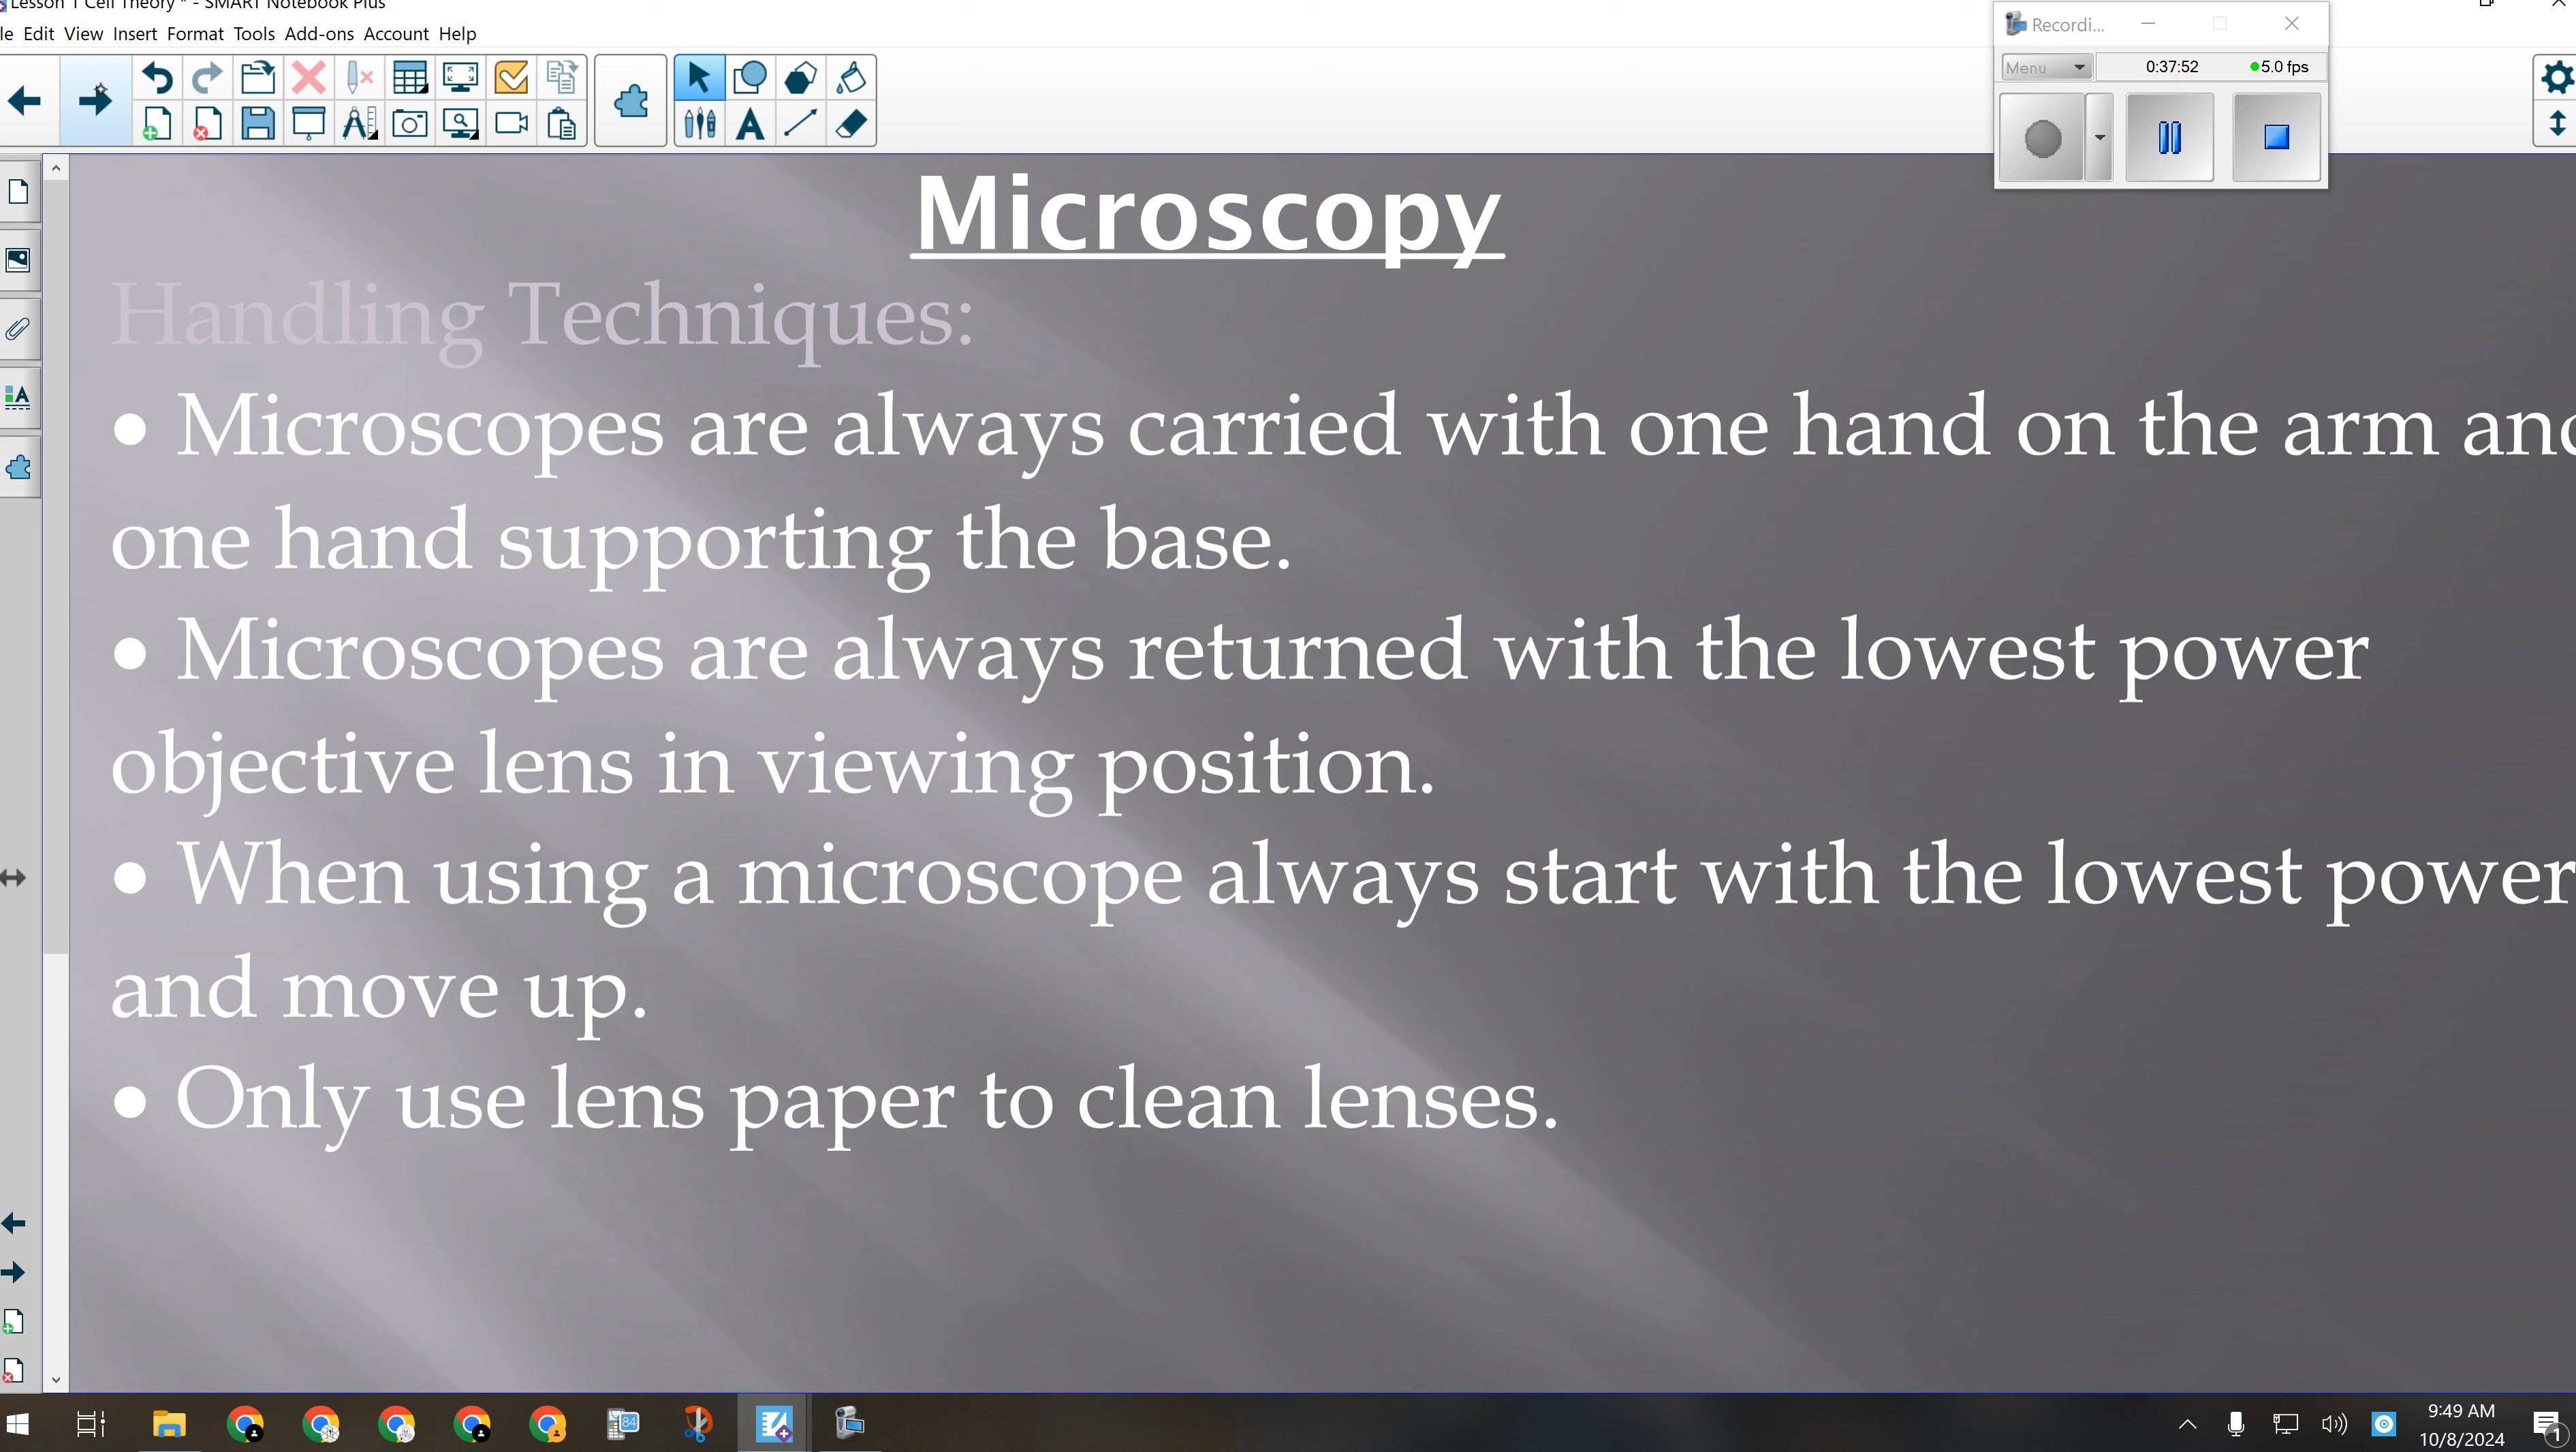 Lesson 1 Cell Theory * - SMART Notebook Plus
Edit View Insert Format Tools Add-ons Account Help
Recordi...
Menu 0:37:52 5.0 fps
Microscopy
Handling Techniques:
• Microscopes are always carried with one hand on the arm and
one hand supporting the base.
• Microscopes are always returned with the lowest power
objective lens in viewing position.
• When using a microscope always start with the lowest power
and move up.
• Only use lens paper to clean lenses.
84
9:49 AM
10/8/2024
1